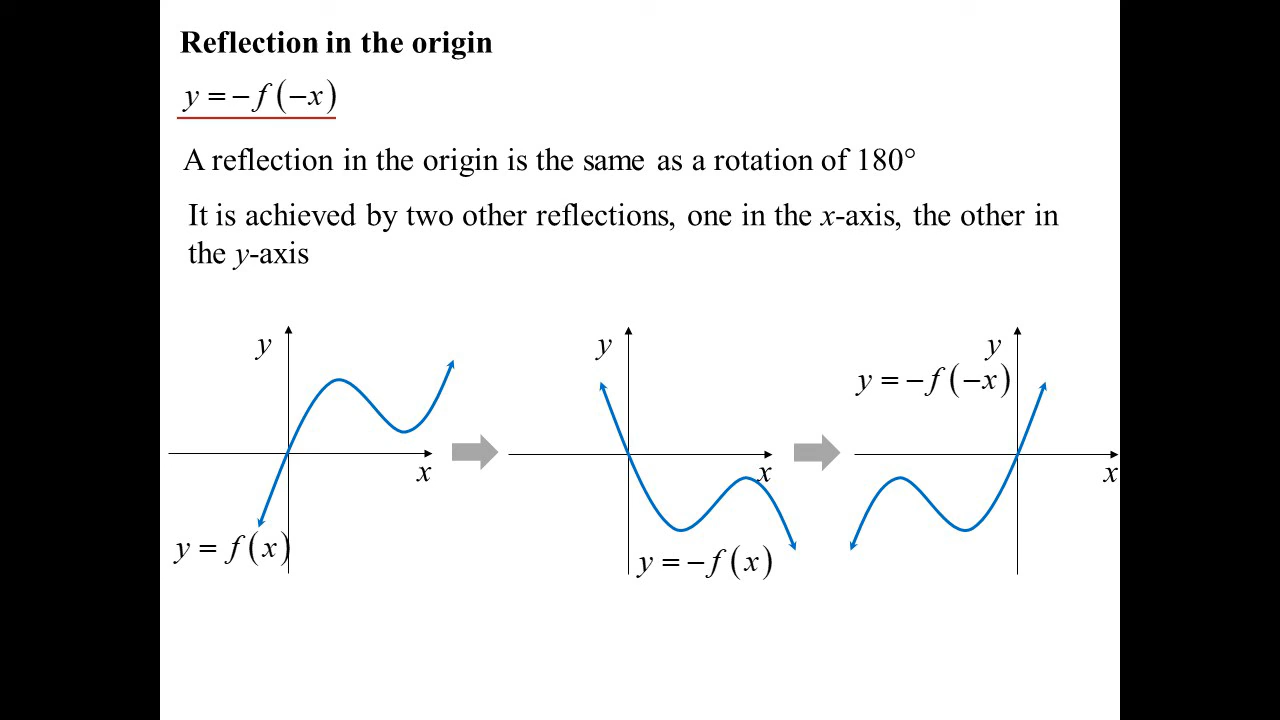 Reflection in the origin
y = −f(−x)
A reflection in the origin is the same as a rotation of 180°
It is achieved by two other reflections, one in the x-axis, the other in
the y-axis
y
x
y = f(x)
y
x
y = −f(x)
y
y = −f(−x)
x